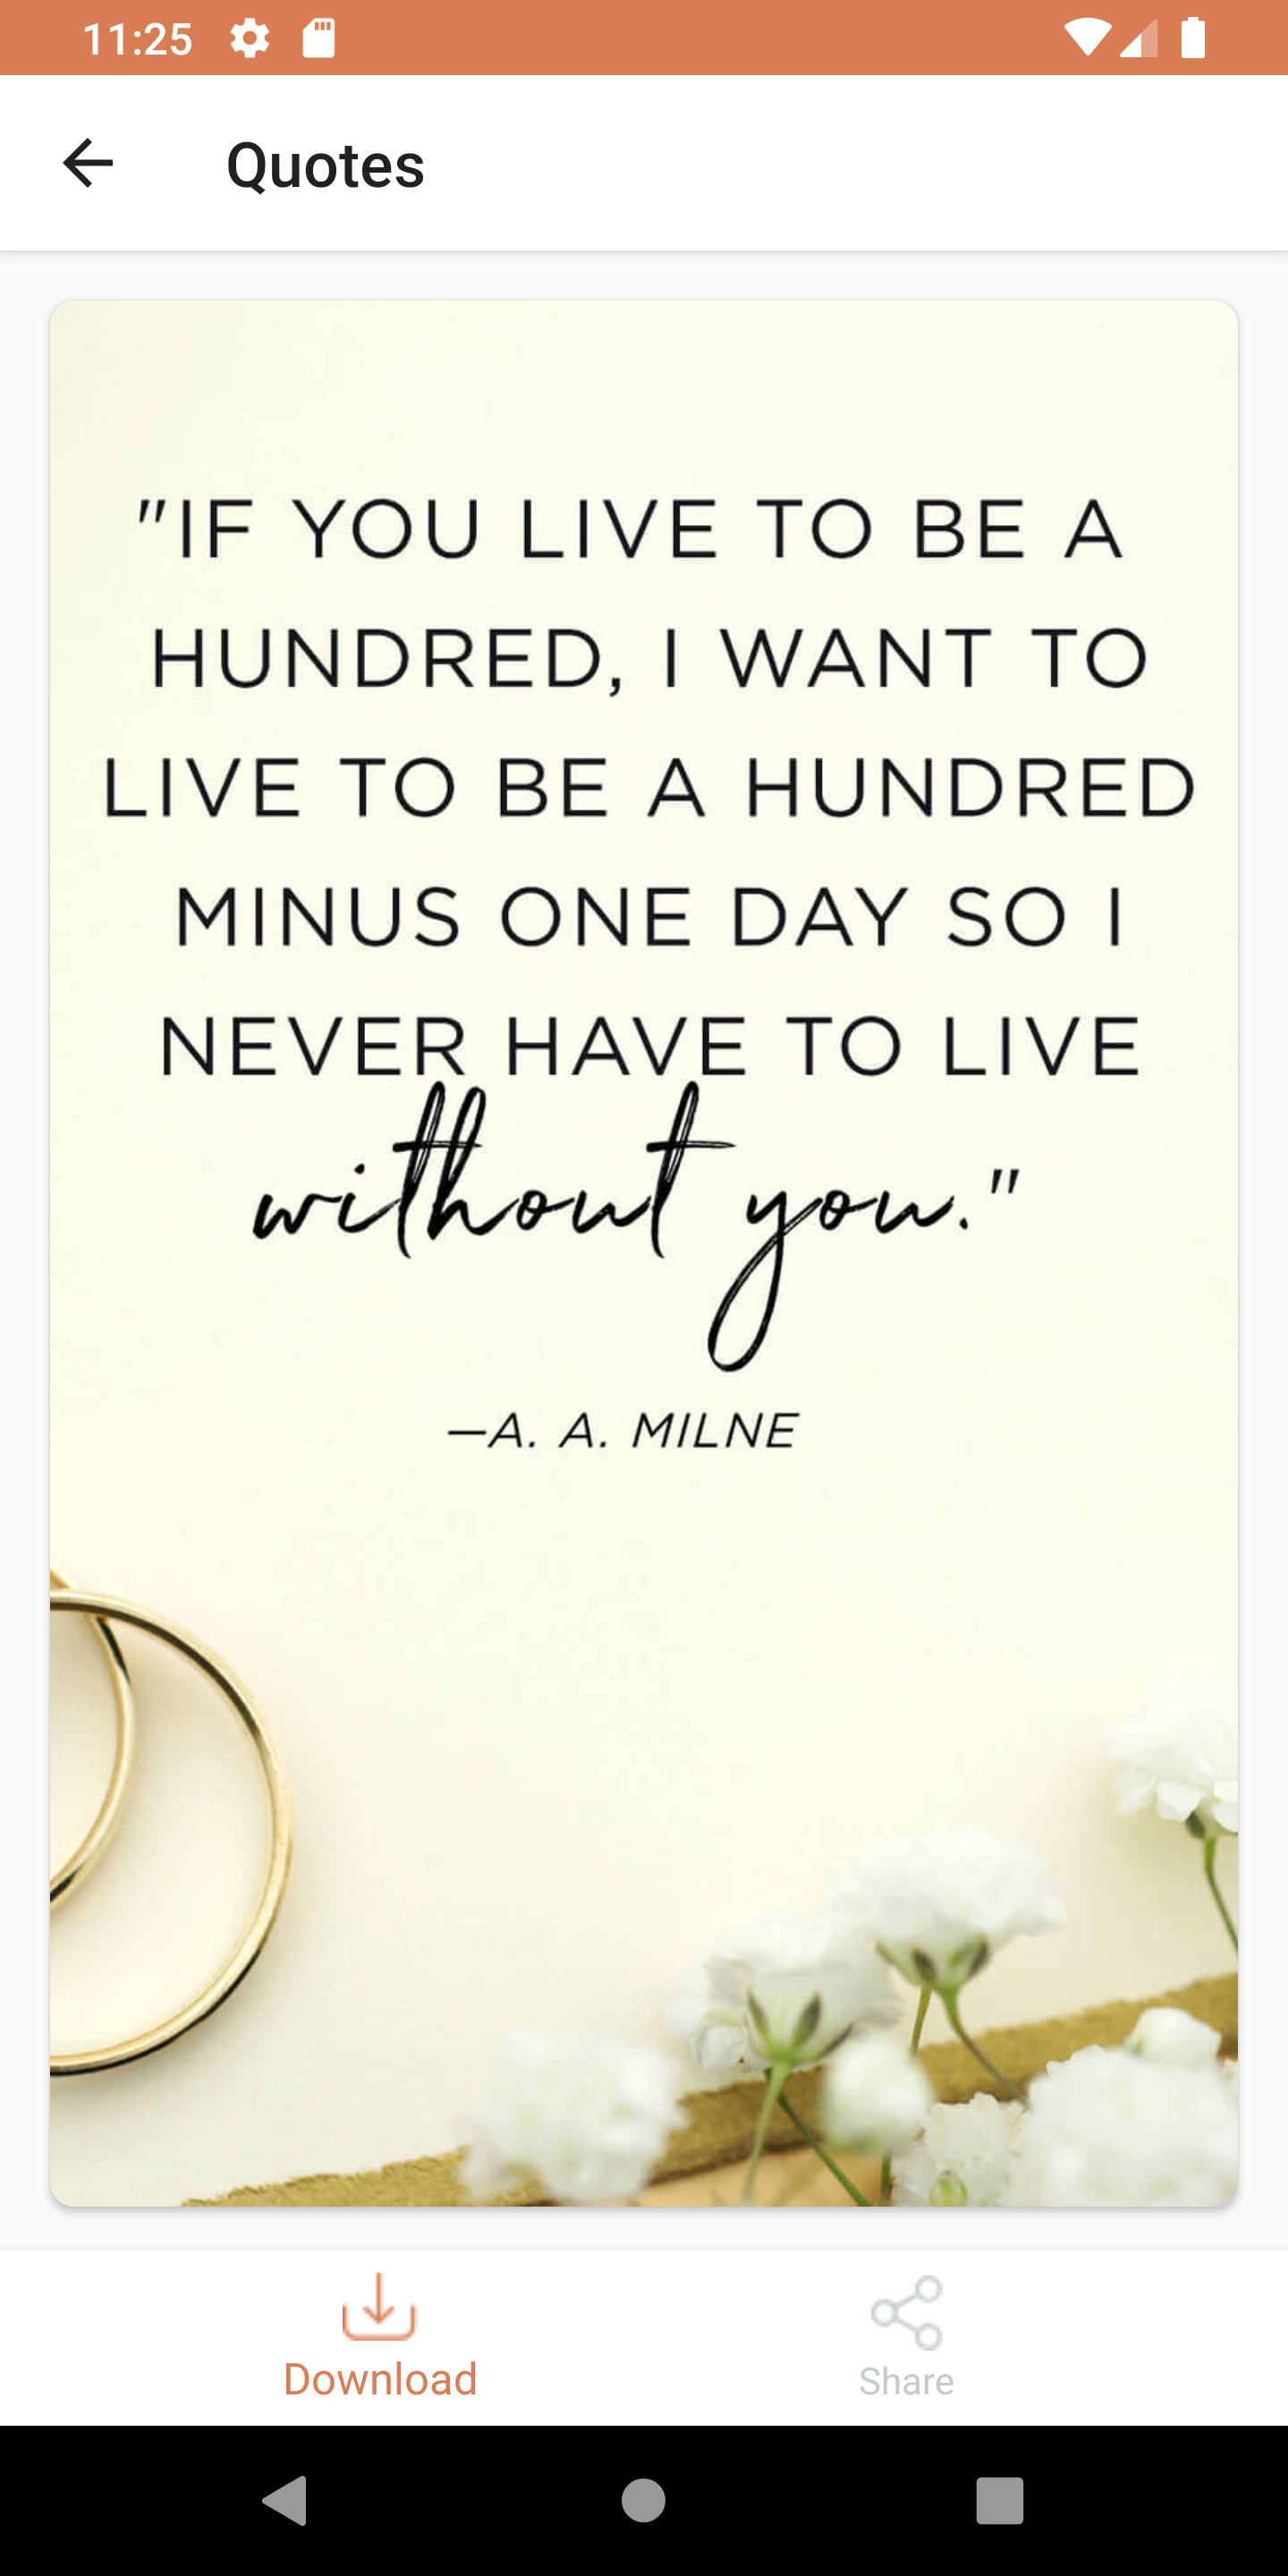 11:25
Quotes
"IF YOU LIVE TO BE A
HUNDRED, I WANT TO
LIVE TO BE A HUNDRED
MINUS ONE DAY SO I
NEVER HAVE TO LIVE
without you."
—A. A. MILNE
Download
Share